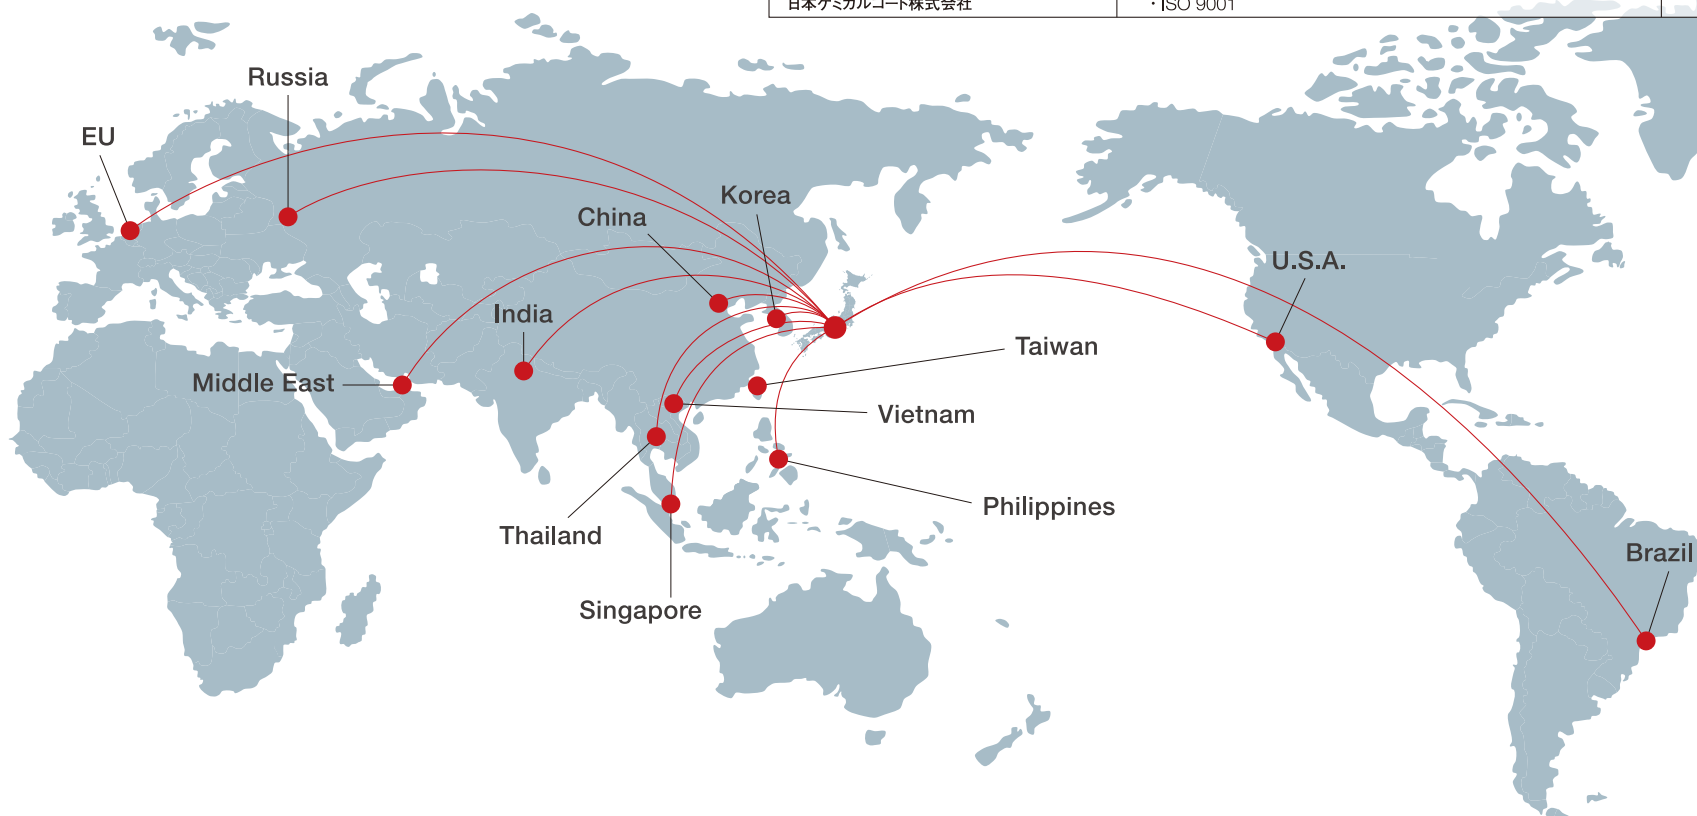 日本ケミカルコート株式会社
・ISO 9001
Russia
EU
Korea
China
U.S.A.
India
Taiwan
Middle East
Vietnam
Philippines
Thailand
Brazil
Singapore